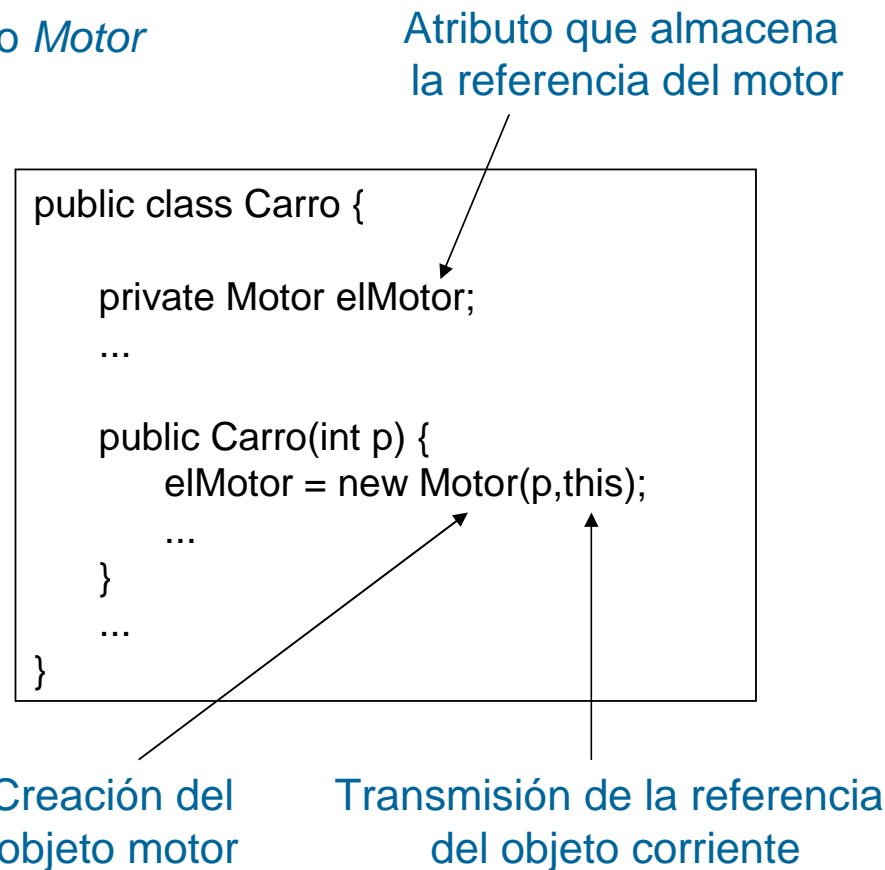 o Motor
Atributo que almacena
la referencia del motor
public class Carro {
private Motor elMotor;
...
public Carro(int p) {
elMotor = new Motor(p,this);
...
}
...
}
Creación del
objeto motor
Transmisión de la referencia
del objeto corriente